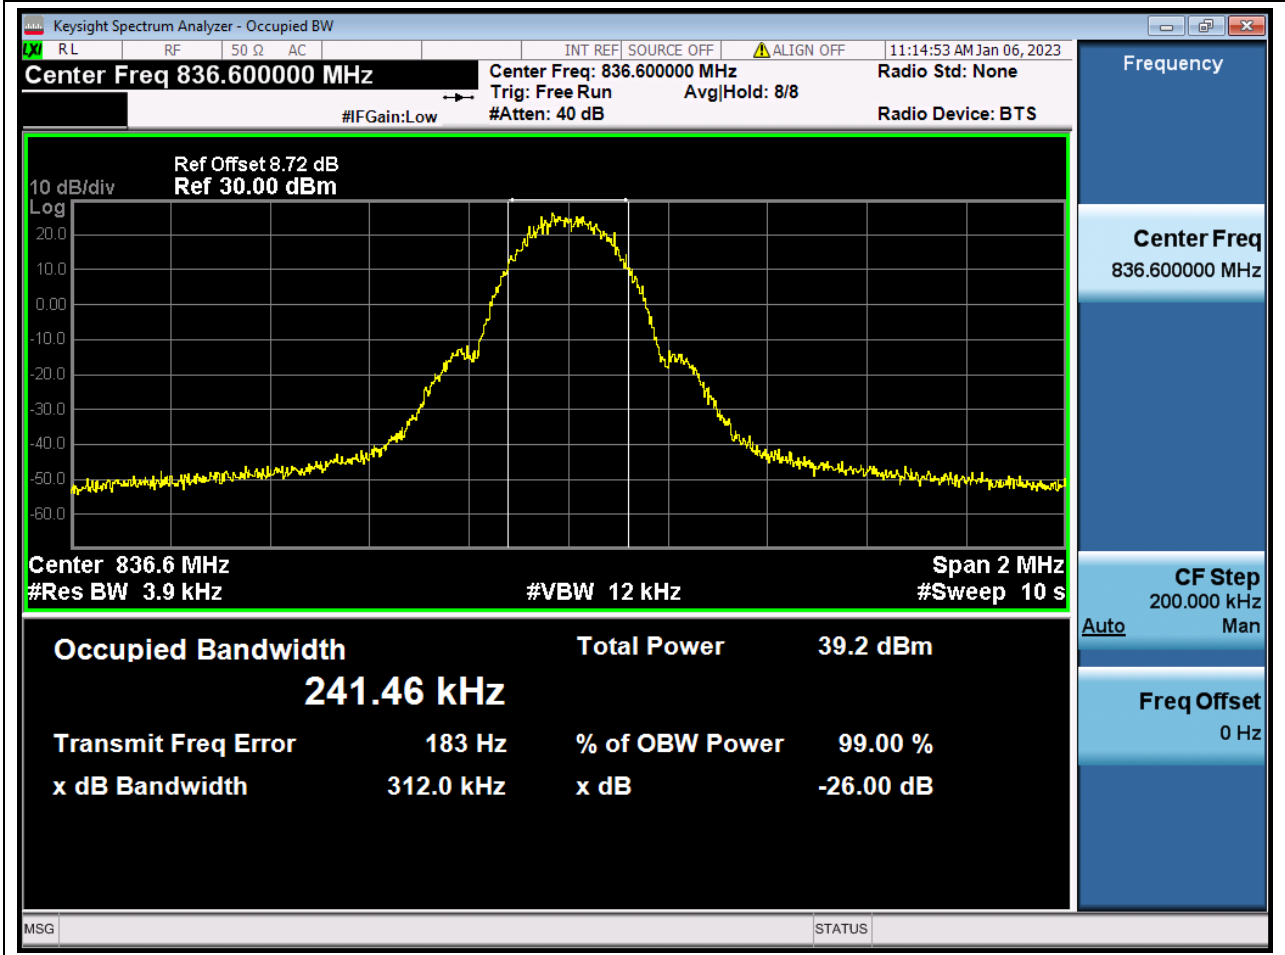 Keysight Spectrum Analyzer - Occupied BW
LXI RL RF 50 Ω AC INT REF SOURCE OFF ALIGN OFF 11:14:53 AM Jan 06, 2023
Center Freq 836.600000 MHz
Center Freq: 836.600000 MHz
Radio Std: None
Trig: Free Run Avg|Hold: 8/8
#IFGain:Low
#Atten: 40 dB
Radio Device: BTS
Ref Offset 8.72 dB
10 dB/div Ref 30.00 dBm
Log
20.0
10.0
0.00
-10.0
-20.0
-30.0
-40.0
-50.0
-60.0
Center 836.6 MHz Span 2 MHz
#Res BW 3.9 kHz #VBW 12 kHz #Sweep 10 s
Occupied Bandwidth Total Power 39.2 dBm
241.46 kHz
Transmit Freq Error 183 Hz % of OBW Power 99.00 %
x dB Bandwidth 312.0 kHz x dB -26.00 dB
MSG STATUS
Frequency
Center Freq
836.600000 MHz
CF Step
200.000 kHz
Auto Man
Freq Offset
0 Hz